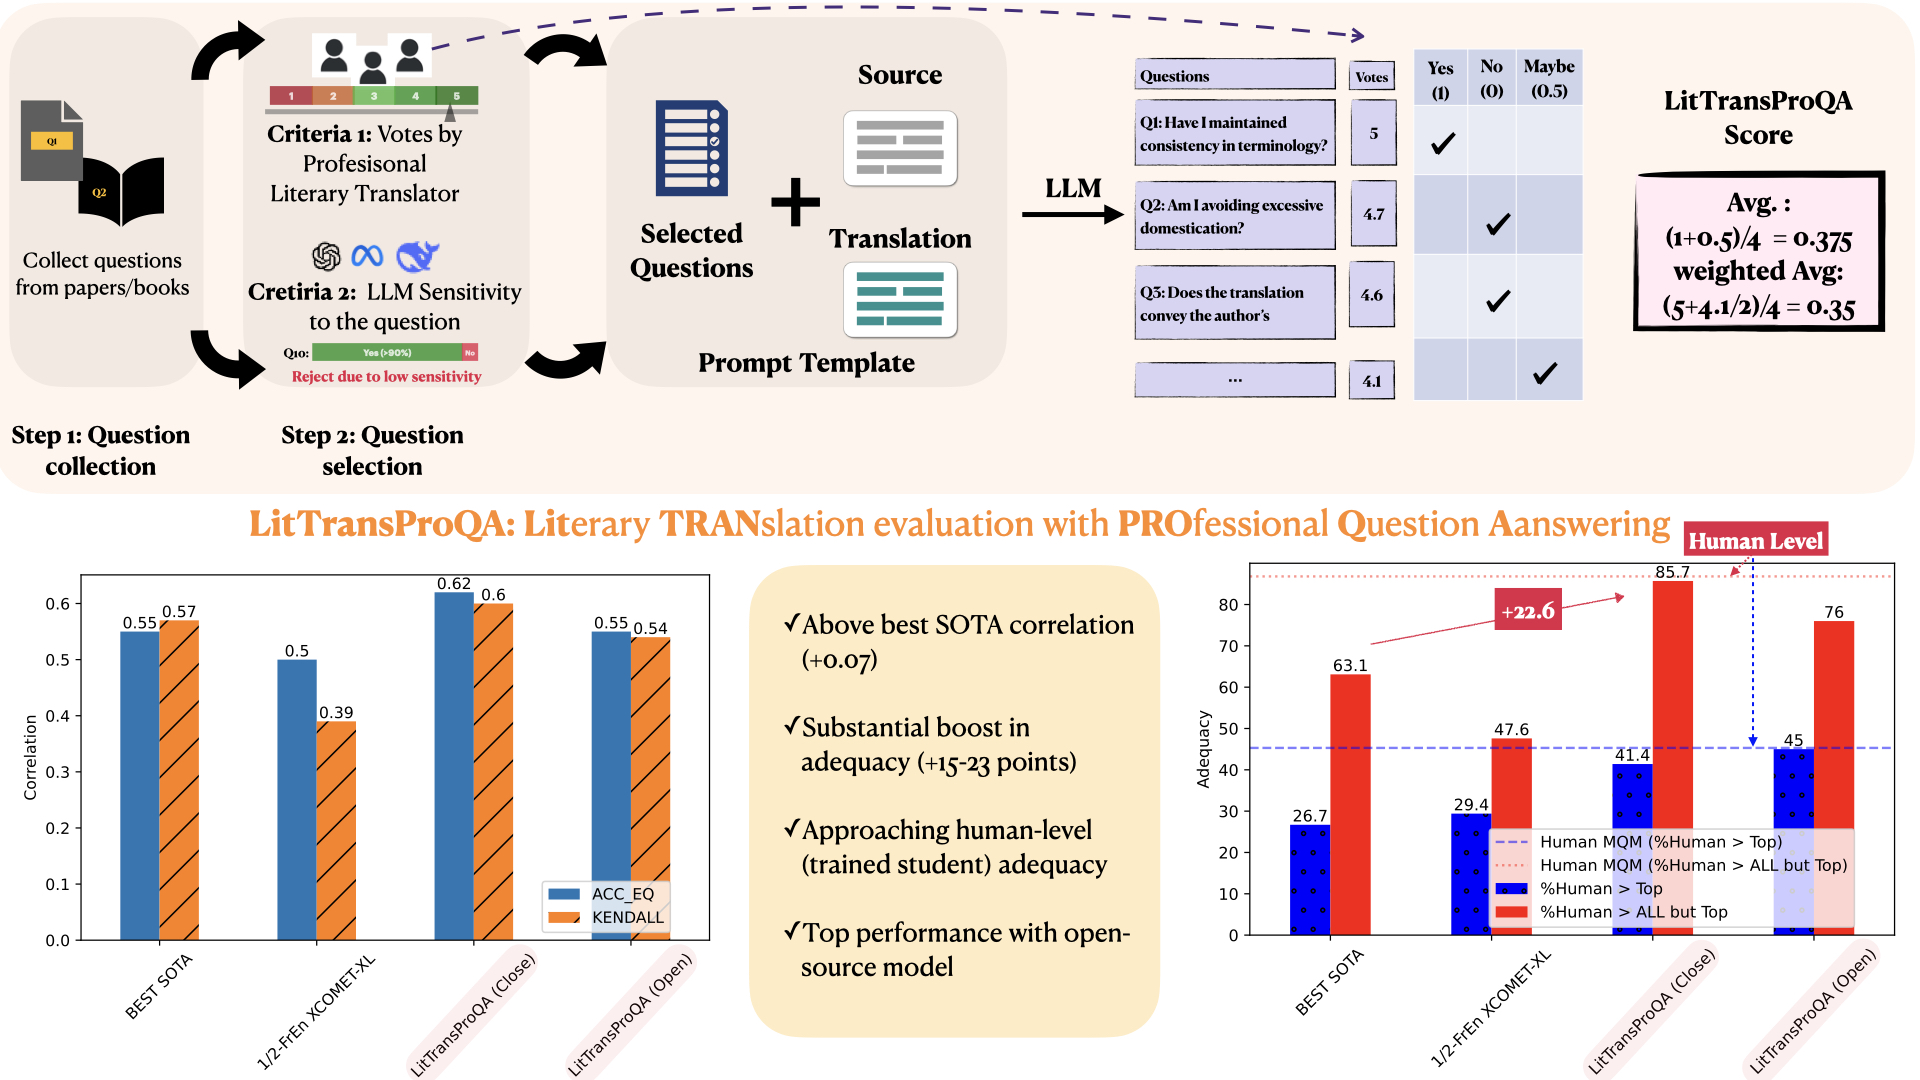 Q1
Q2
Collect questions
from papers/books
Step 1: Question
collection
1 2 3 4 5
Criteria 1: Votes by
Profesisonal
Literary Translator
Cretiria 2: LLM Sensitivity
to the question
Q10: Yes (>90%) No
Reject due to low sensitivity
Step 2: Question
selection
Selected
Questions
+
Source
Translation
Prompt Template
LLM
Questions Votes Yes (1) No (0) Maybe (0.5)
Q1: Have I maintained
consistency in terminology?
5
Q2: Am I avoiding excessive
domestication?
4.7
Q3: Does the translation
convey the author's
4.6
...
4.1
LitTransProQA
Score
Avg. :
(1+0.5)/4 = 0.375
weighted Avg:
(5+4.1/2)/4 = 0.35
LitTransProQA: Literary TRANslation evaluation with PROfessional Question Aanswering
Correlation
0.6
0.5
0.4
0.3
0.2
0.1
0.0
0.55 0.57
0.5 0.39
0.62 0.6
0.55 0.54
ACC_EQ
KENDALL
BEST SOTA
1/2-FrEn XCOMET-XL
LitTransProQA (Close)
LitTransProQA (Open)
✓Above best SOTA correlation
(+0.07)
✓Substantial boost in
adequacy (+15-23 points)
✓Approaching human-level
(trained student) adequacy
✓Top performance with open-
source model
Human Level
+22.6
Adequacy
80
70
60
50
40
30
20
10
0
26.7 63.1
29.4 47.6
41.4 85.7
45 76
Human MQM (%Human > Top)
Human MQM (%Human > ALL but Top)
%Human > Top
%Human > ALL but Top
BEST SOTA
1/2-FrEn XCOMET-XL
LitTransProQA (Close)
LitTransProQA (Open)